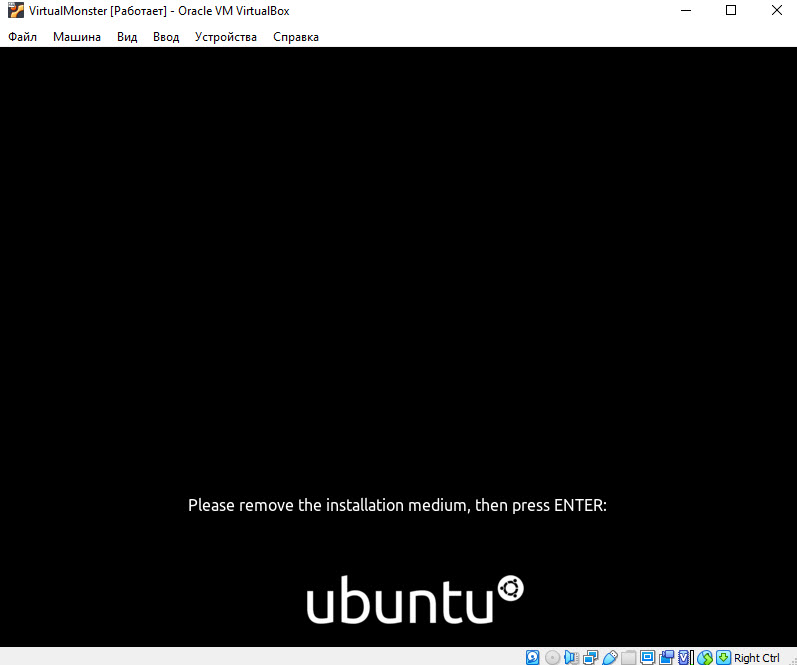 VirtualMonster [Работает] - Oracle VM VirtualBox
Файл Машина Вид Ввод Устройства Справка
Please remove the installation medium, then press ENTER:
ubuntu
Right Ctrl